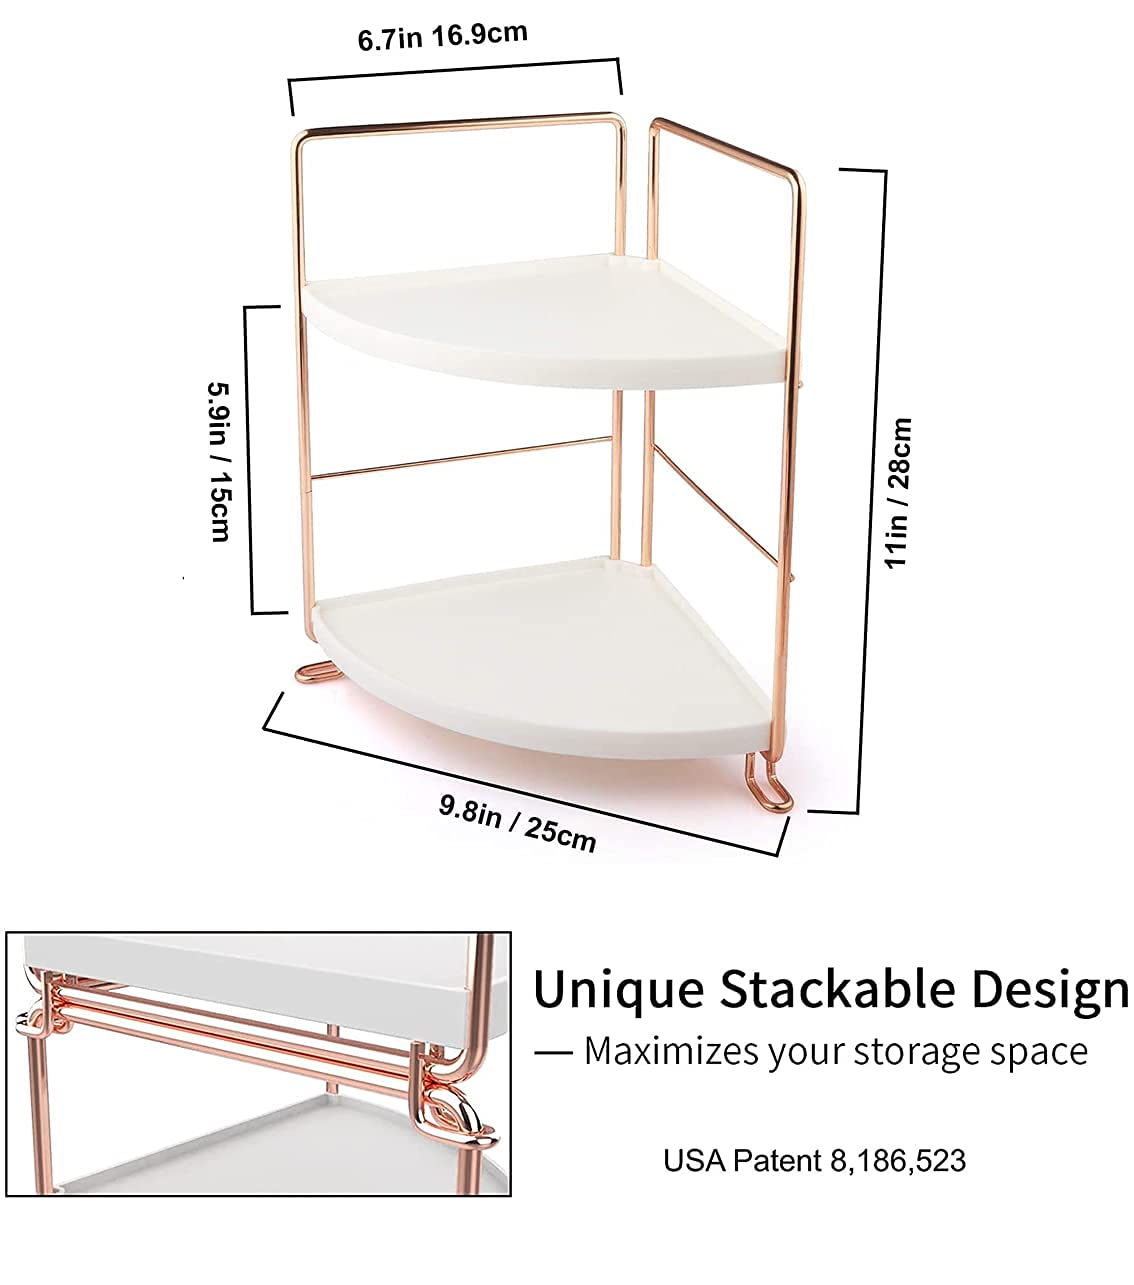 6.7in 16.9cm
5.9in / 15cm
11in / 28cm
9.8in / 25cm
Unique Stackable Design
— Maximizes your storage space
USA Patent 8,186,523